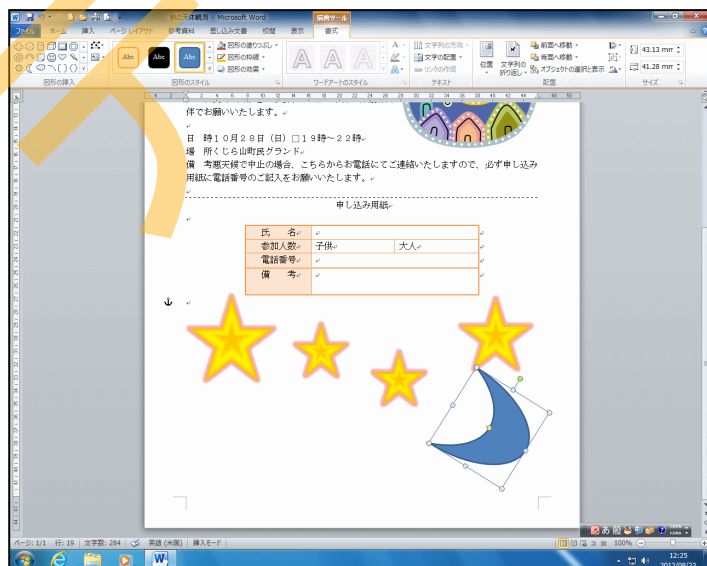 秋の天体観測 - Microsoft Word
描画ツール
ファイル ホーム 挿入 ページ レイアウト 参考資料 差し込み文書 校閲 表示 書式
Abc Abc Abc
図形の塗りつぶし
図形の枠線
図形の効果
A A A
文字列の方向
文字の配置
リンクの作成
位置
文字列の折り返し
前面へ移動
背面へ移動
オブジェクトの選択と表示
43.13 mm
41.28 mm
図形の挿入 図形のスタイル ワードアートのスタイル テキスト 配置 サイズ
伴でお願いいたします。
日 時10月28日(日)□19時~22時
場 所くじら山町民グランド
備 考悪天候で中止の場合、こちらからお電話にてご連絡いたしますので、必ず申し込み
用紙に電話番号のご記入をお願いいたします。
申し込み用紙
氏 名
参加人数 子供 大人
電話番号
備 考
ページ: 1/1 行: 19 文字数: 284 英語 (米国) 挿入モード
あ 般
100%
12:25
2012/08/22